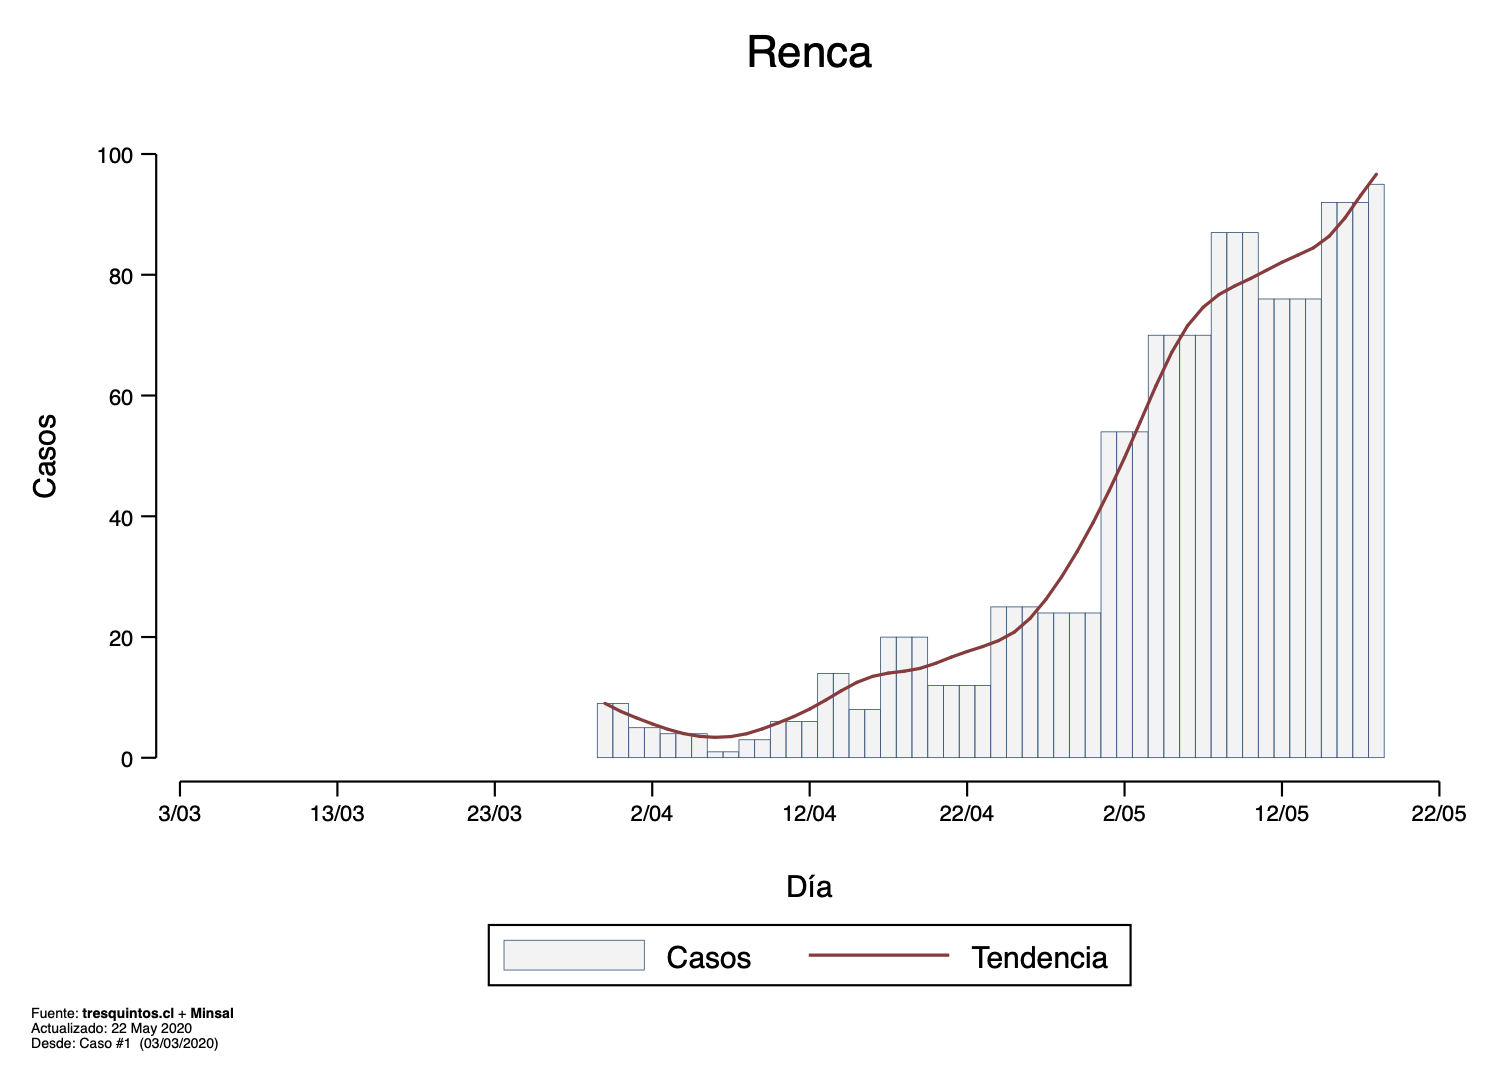 Renca
100
80
60
40
20
0
Casos
3/03 13/03 23/03 2/04 12/04 22/04 2/05 12/05 22/05
Día
Casos Tendencia
Fuente: tresquintos.cl + Minsal
Actualizado: 22 May 2020
Desde: Caso #1 (03/03/2020)